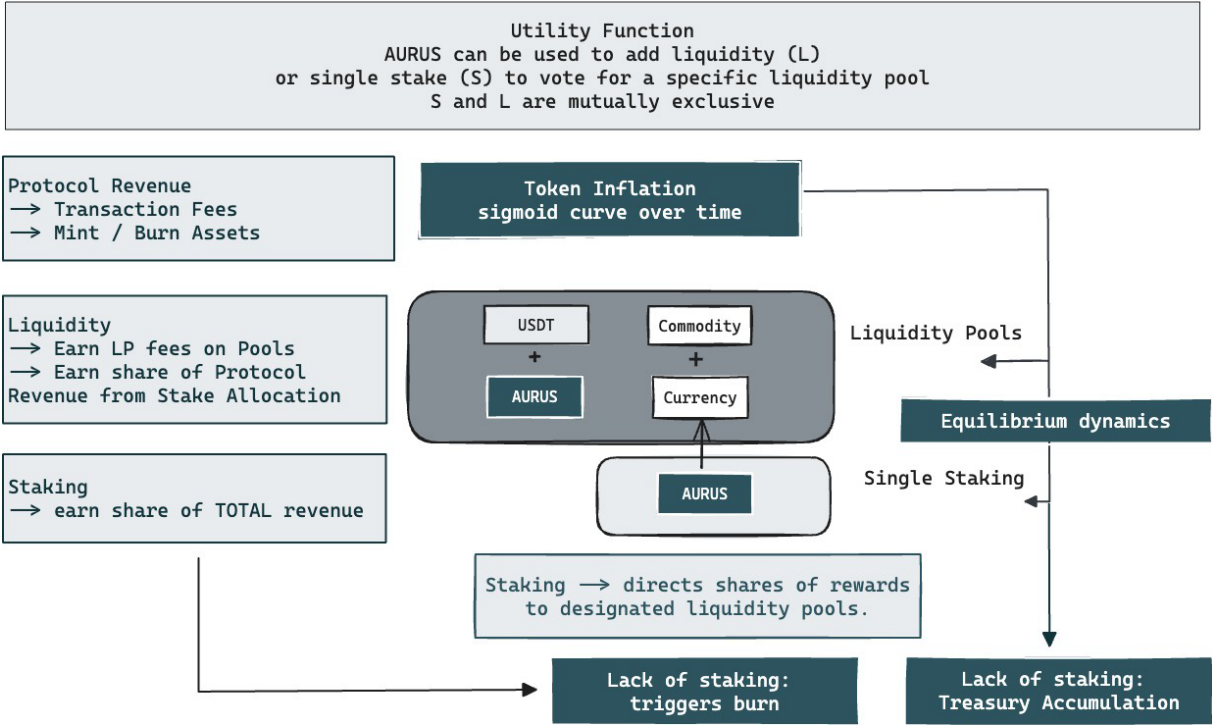 Utility Function
AURUS can be used to add liquidity (L)
or single stake (S) to vote for a specific liquidity pool
S and L are mutually exclusive
Protocol Revenue
⟶ Transaction Fees
⟶ Mint / Burn Assets
Token Inflation
sigmoid curve over time
Liquidity
⟶ Earn LP fees on Pools
⟶ Earn share of Protocol
Revenue from Stake Allocation
USDT
+
AURUS
Commodity
+
Currency
Liquidity Pools
Equilibrium dynamics
Staking
⟶ earn share of TOTAL revenue
AURUS
Single Staking
Staking ⟶ directs shares of rewards
to designated liquidity pools.
Lack of staking:
triggers burn
Lack of staking:
Treasury Accumulation